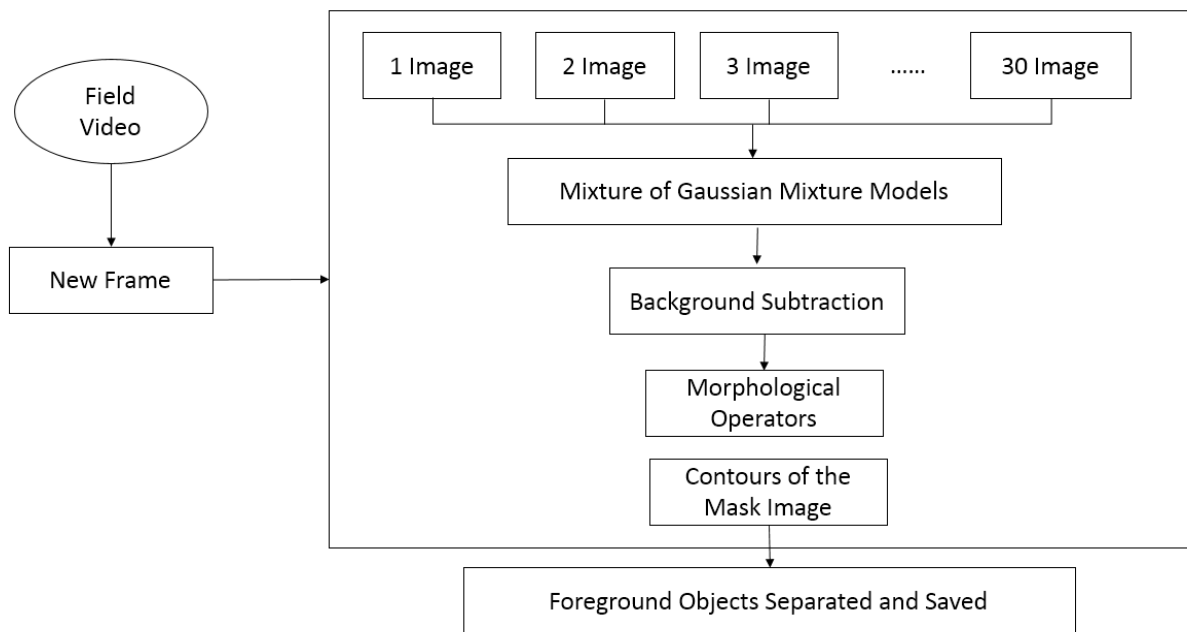 1 Image
2 Image
3 Image
......
30 Image
Field
Video
Mixture of Gaussian Mixture Models
New Frame
Background Subtraction
Morphological
Operators
Contours of the
Mask Image
Foreground Objects Separated and Saved